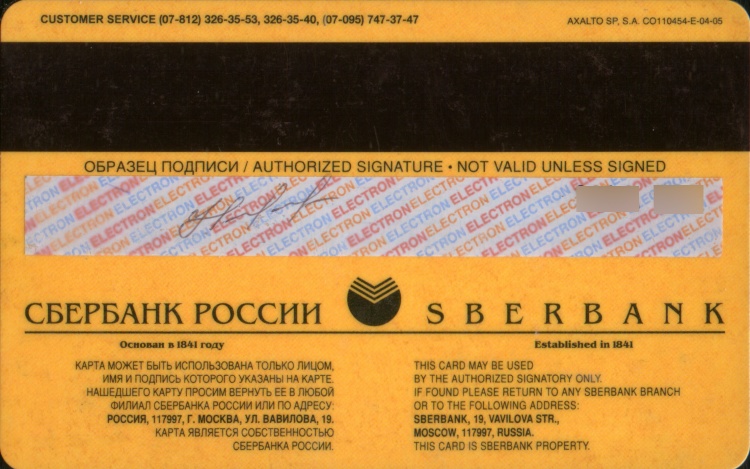 CUSTOMER SERVICE (07-812) 326-35-53, 326-35-40, (07-095) 747-37-47
AXALTO SP, S.A. CO110454-E-04-05
ОБРАЗЕЦ ПОДПИСИ / AUTHORIZED SIGNATURE • NOT VALID UNLESS SIGNED
ELECTRON ELECTRON ELECTRON ELECTRON ELECTRON
СБЕРБАНК РОССИИ
SBERBANK
Основан в 1841 году
Established in 1841
КАРТА МОЖЕТ БЫТЬ ИСПОЛЬЗОВАНА ТОЛЬКО ЛИЦОМ,
ИМЯ И ПОДПИСЬ КОТОРОГО УКАЗАНЫ НА КАРТЕ.
НАШЕДШЕГО КАРТУ ПРОСИМ ВЕРНУТЬ ЕЕ В ЛЮБОЙ
ФИЛИАЛ СБЕРБАНКА РОССИИ ИЛИ ПО АДРЕСУ:
РОССИЯ, 117997, Г. МОСКВА, УЛ. ВАВИЛОВА, 19.
КАРТА ЯВЛЯЕТСЯ СОБСТВЕННОСТЬЮ
СБЕРБАНКА РОССИИ.
THIS CARD MAY BE USED
BY THE AUTHORIZED SIGNATORY ONLY.
IF FOUND PLEASE RETURN TO ANY SBERBANK BRANCH
OR TO THE FOLLOWING ADDRESS:
SBERBANK, 19, VAVILOVA STR.,
MOSCOW, 117997, RUSSIA.
THIS CARD IS SBERBANK PROPERTY.